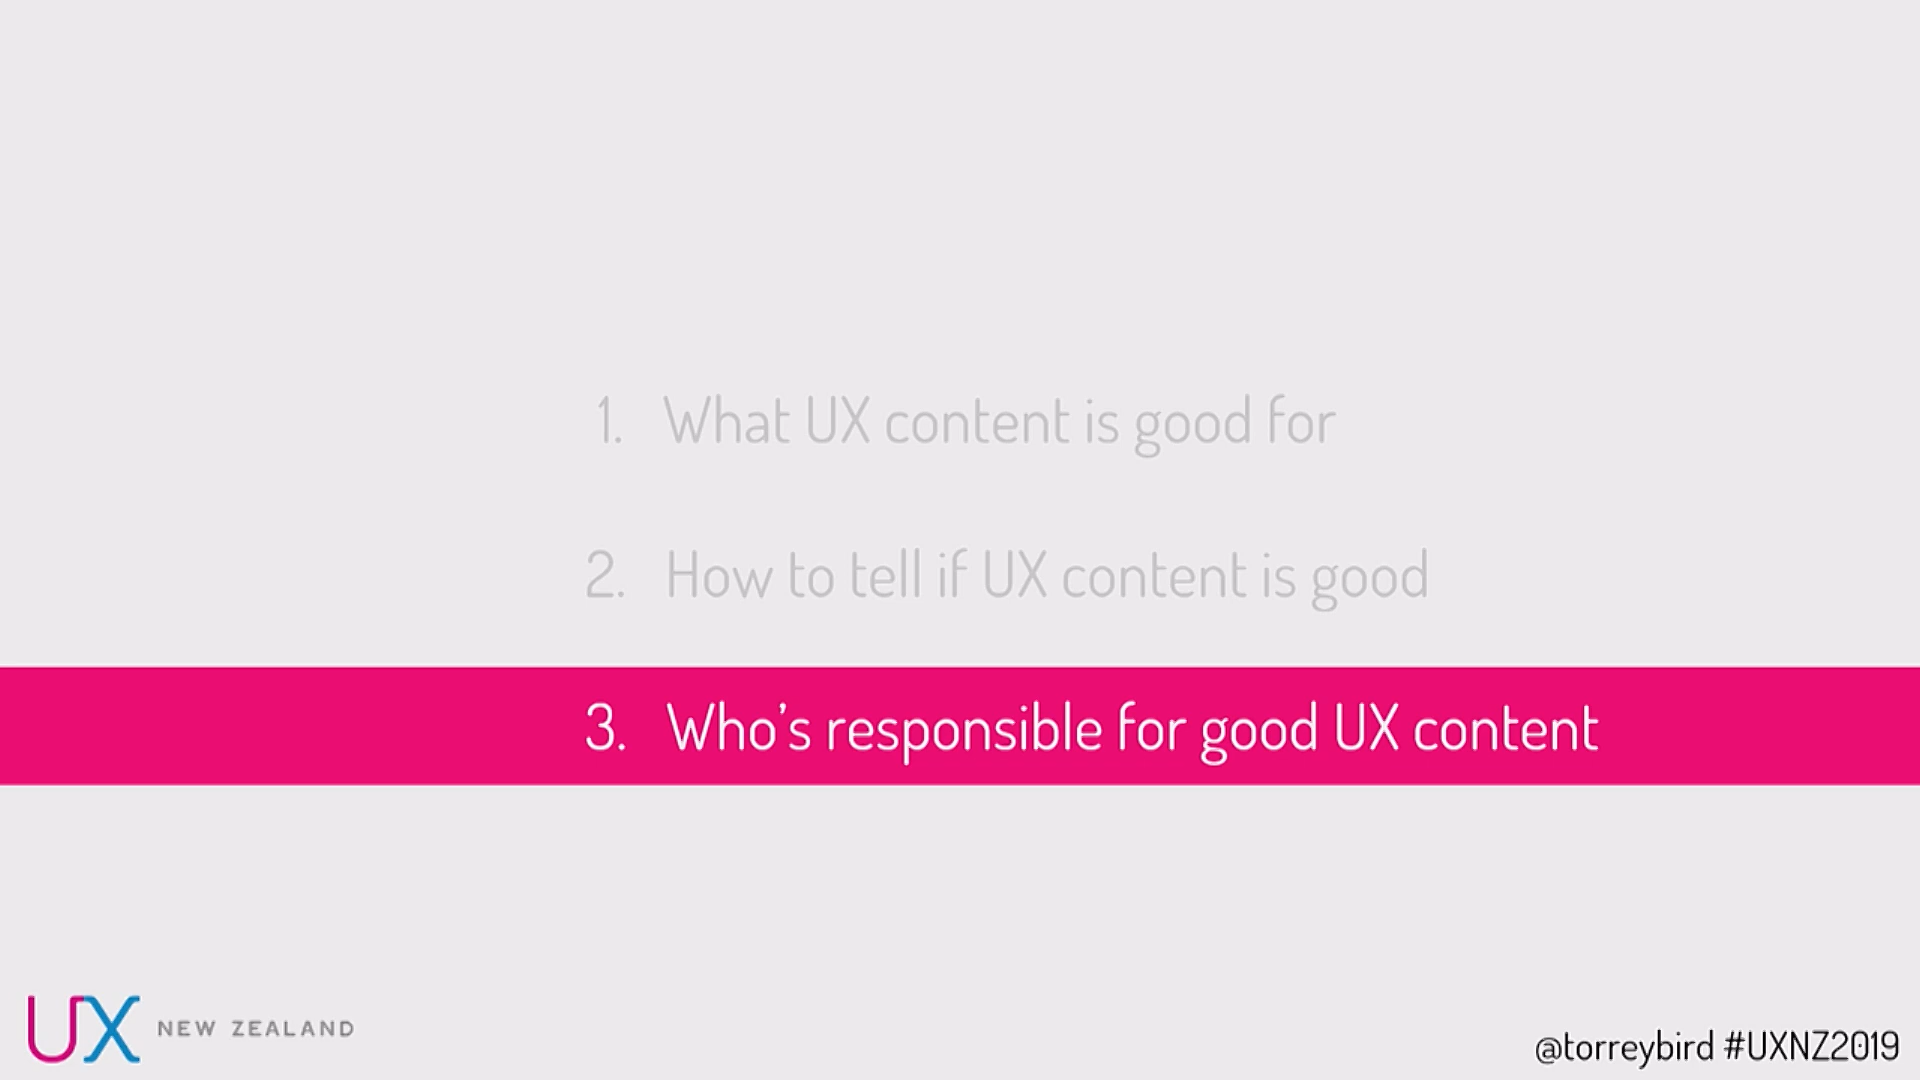 1. What UX content is good for
2. How to tell if UX content is good
3. Who’s responsible for good UX content
UX NEW ZEALAND
@torreybird #UXNZ2019